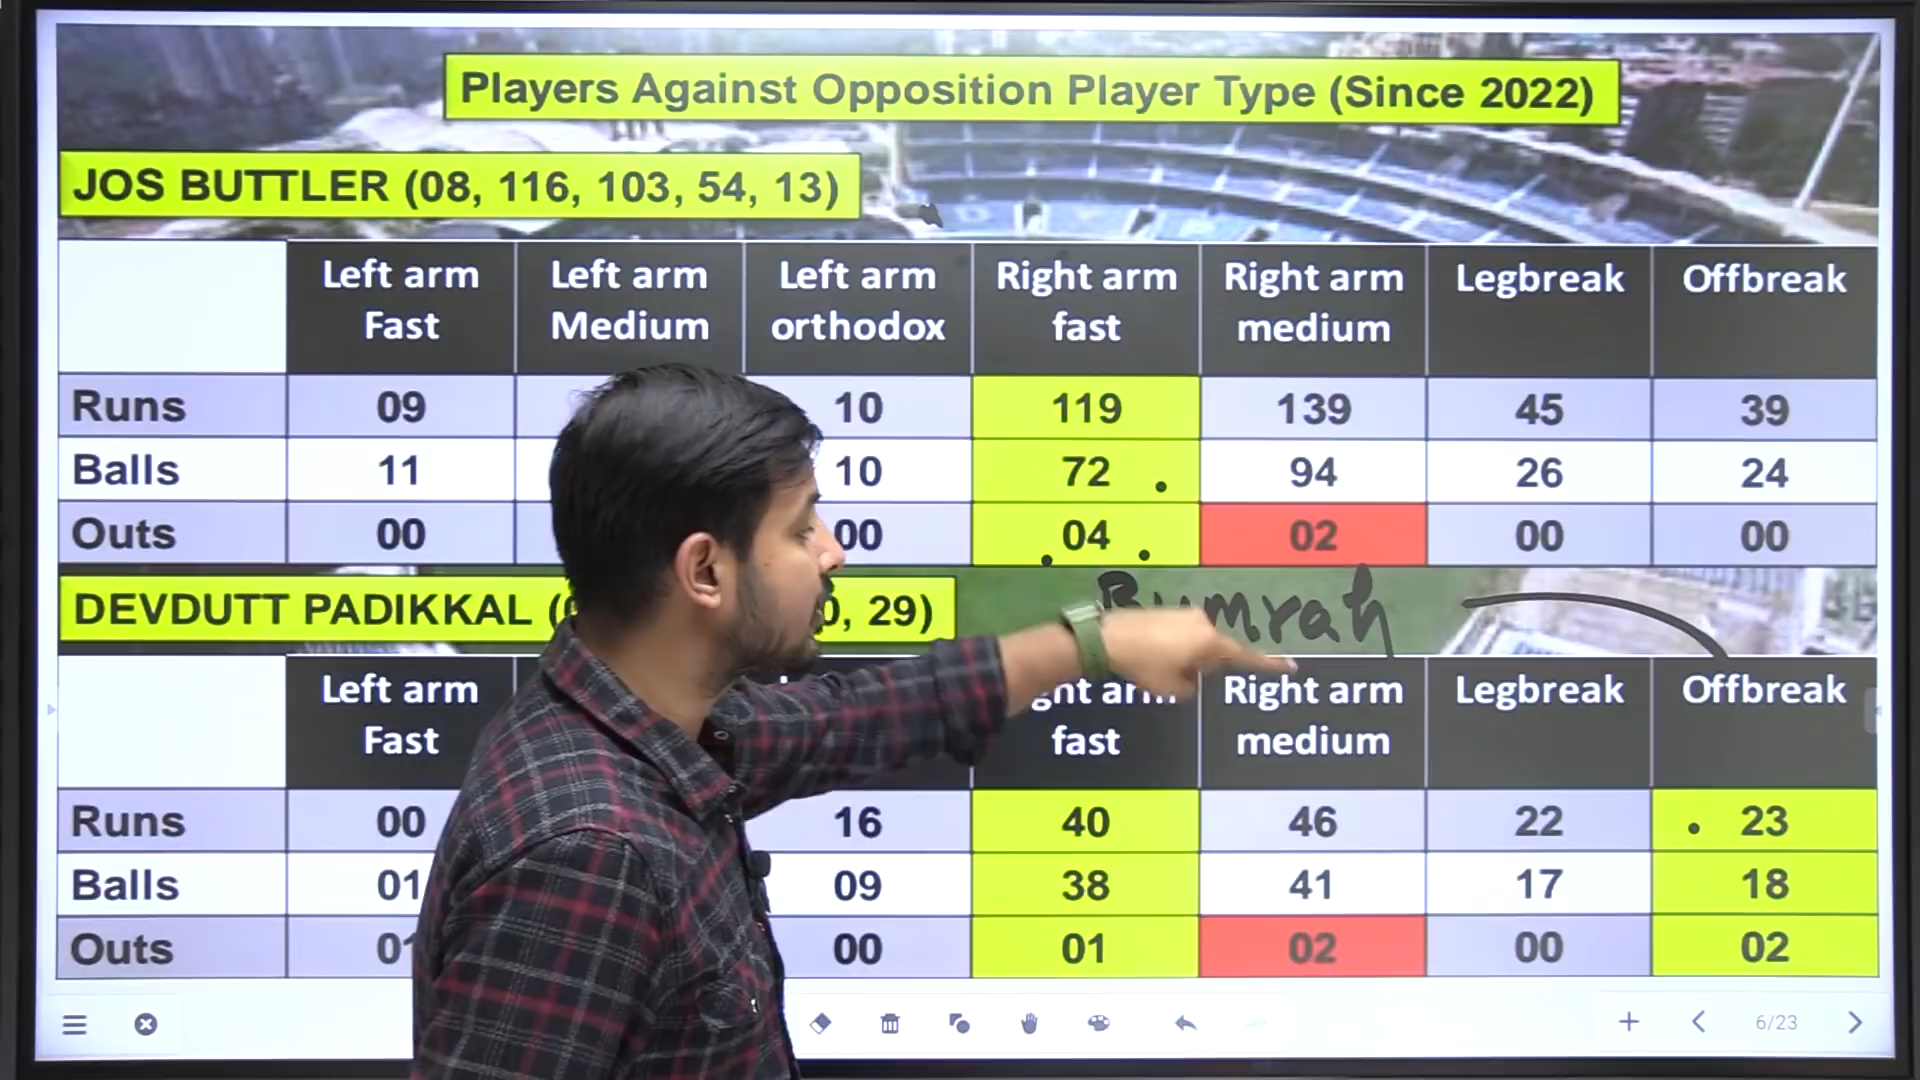 Players Against Opposition Player Type (Since 2022)
JOS BUTTLER (08, 116, 103, 54, 13)
Left arm Fast Left arm Medium Left arm orthodox Right arm fast Right arm medium Legbreak Offbreak
Runs 09 10 119 139 45 39
Balls 11 10 72 94 26 24
Outs 00 00 04 02 00 00
Bumrah
DEVDUTT PADIKKAL ( 0, 29)
Left arm Fast fast Right arm medium Legbreak Offbreak
Runs 00 16 40 46 22 23
Balls 01 09 38 41 17 18
Outs 01 00 01 02 00 02
6/23